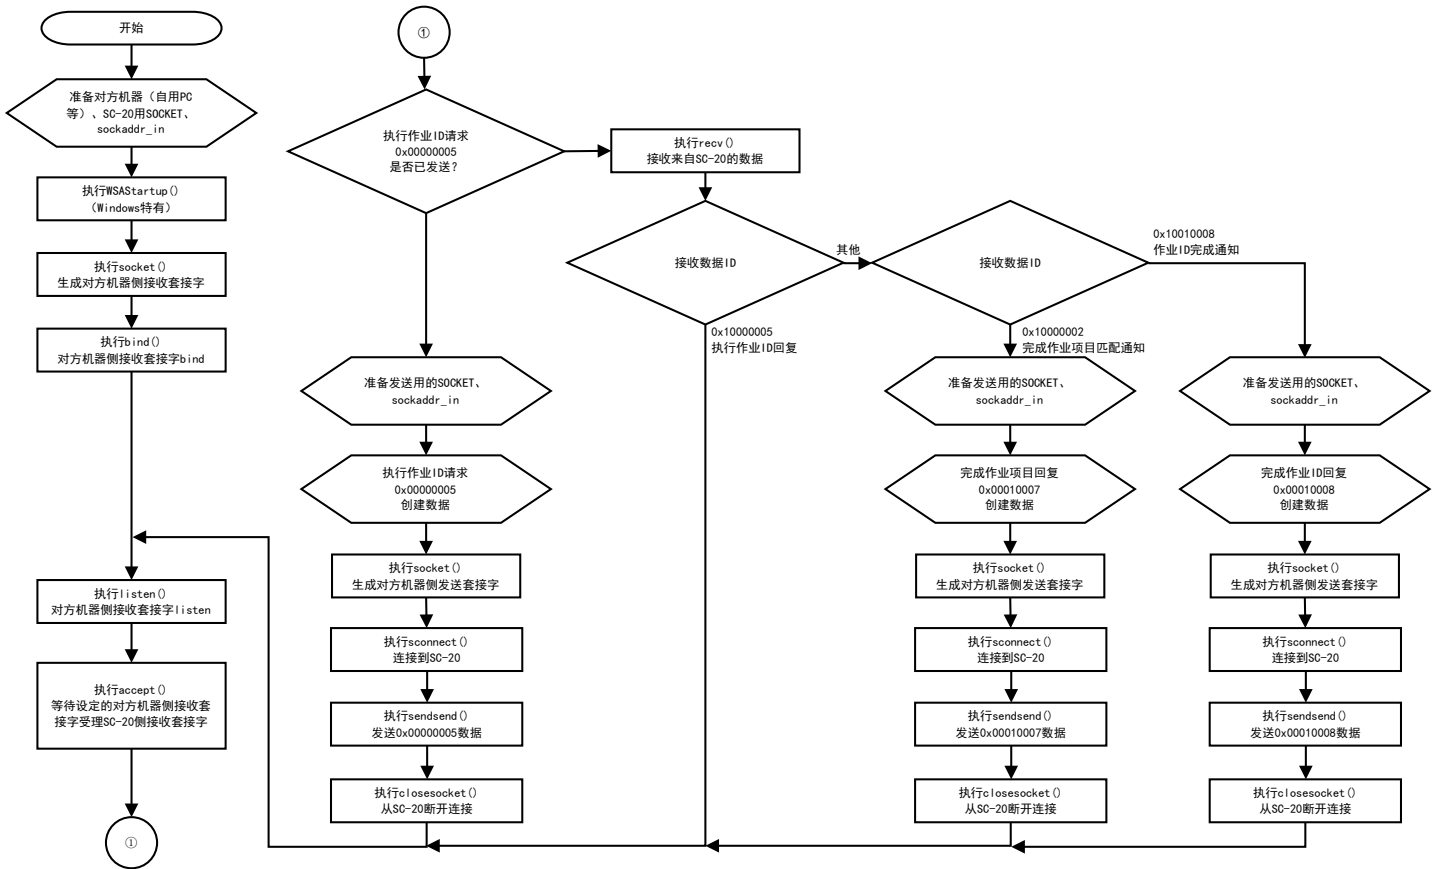 开始
准备对方机器（自用PC
等）、SC-20用SOCKET、
sockaddr_in
执行WSAStartup()
（Windows特有）
执行socket()
生成对方机器侧接收套接字
执行bind()
对方机器侧接收套接字bind
执行listen()
对方机器侧接收套接字listen
执行accept()
等待设定的对方机器侧接收套
接字受理SC-20侧接收套接字
①
①
执行作业ID请求
0x00000005
是否已发送?
准备发送用的SOCKET、
sockaddr_in
执行作业ID请求
0x00000005
创建数据
执行socket()
生成对方机器侧发送套接字
执行sconnect()
连接到SC-20
执行sendsend()
发送0x00000005数据
执行closesocket()
从SC-20断开连接
执行recv()
接收来自SC-20的数据
接收数据ID
其他
0x10000005
执行作业ID回复
接收数据ID
0x10010008
作业ID完成通知
0x10000002
完成作业项目匹配通知
准备发送用的SOCKET、
sockaddr_in
完成作业项目回复
0x00010007
创建数据
执行socket()
生成对方机器侧发送套接字
执行sconnect()
连接到SC-20
执行sendsend()
发送0x00010007数据
执行closesocket()
从SC-20断开连接
准备发送用的SOCKET、
sockaddr_in
完成作业ID回复
0x00010008
创建数据
执行socket()
生成对方机器侧发送套接字
执行sconnect()
连接到SC-20
执行sendsend()
发送0x00010008数据
执行closesocket()
从SC-20断开连接